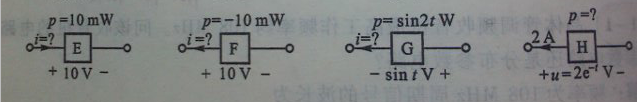 p=10 mW
i=?
E
+ 10 V −
p=−10 mW
i=?
F
+ 10 V −
p= sin2t W
i=?
G
− sin t V +
p=?
2 A
H
+u=2e⁻ᵗ V−